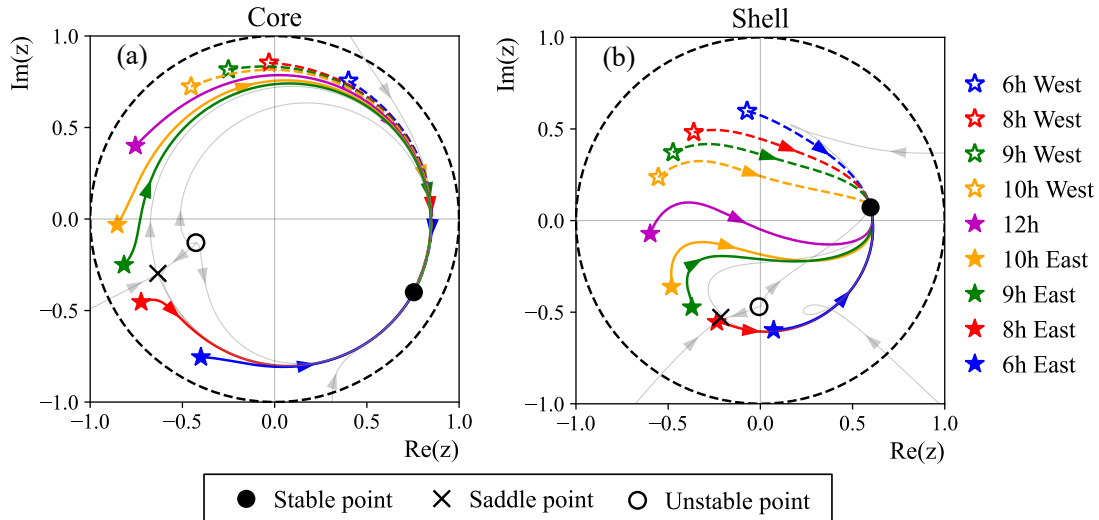 Core
Shell
(a)
(b)
Im(z)
1.0
0.5
0.0
−0.5
−1.0
−1.0
−0.5
0.0
0.5
1.0
Re(z)
Im(z)
1.0
0.5
0.0
−0.5
−1.0
−1.0
−0.5
0.0
0.5
1.0
Re(z)
6h West
8h West
9h West
10h West
12h
10h East
9h East
8h East
6h East
Stable point
Saddle point
Unstable point